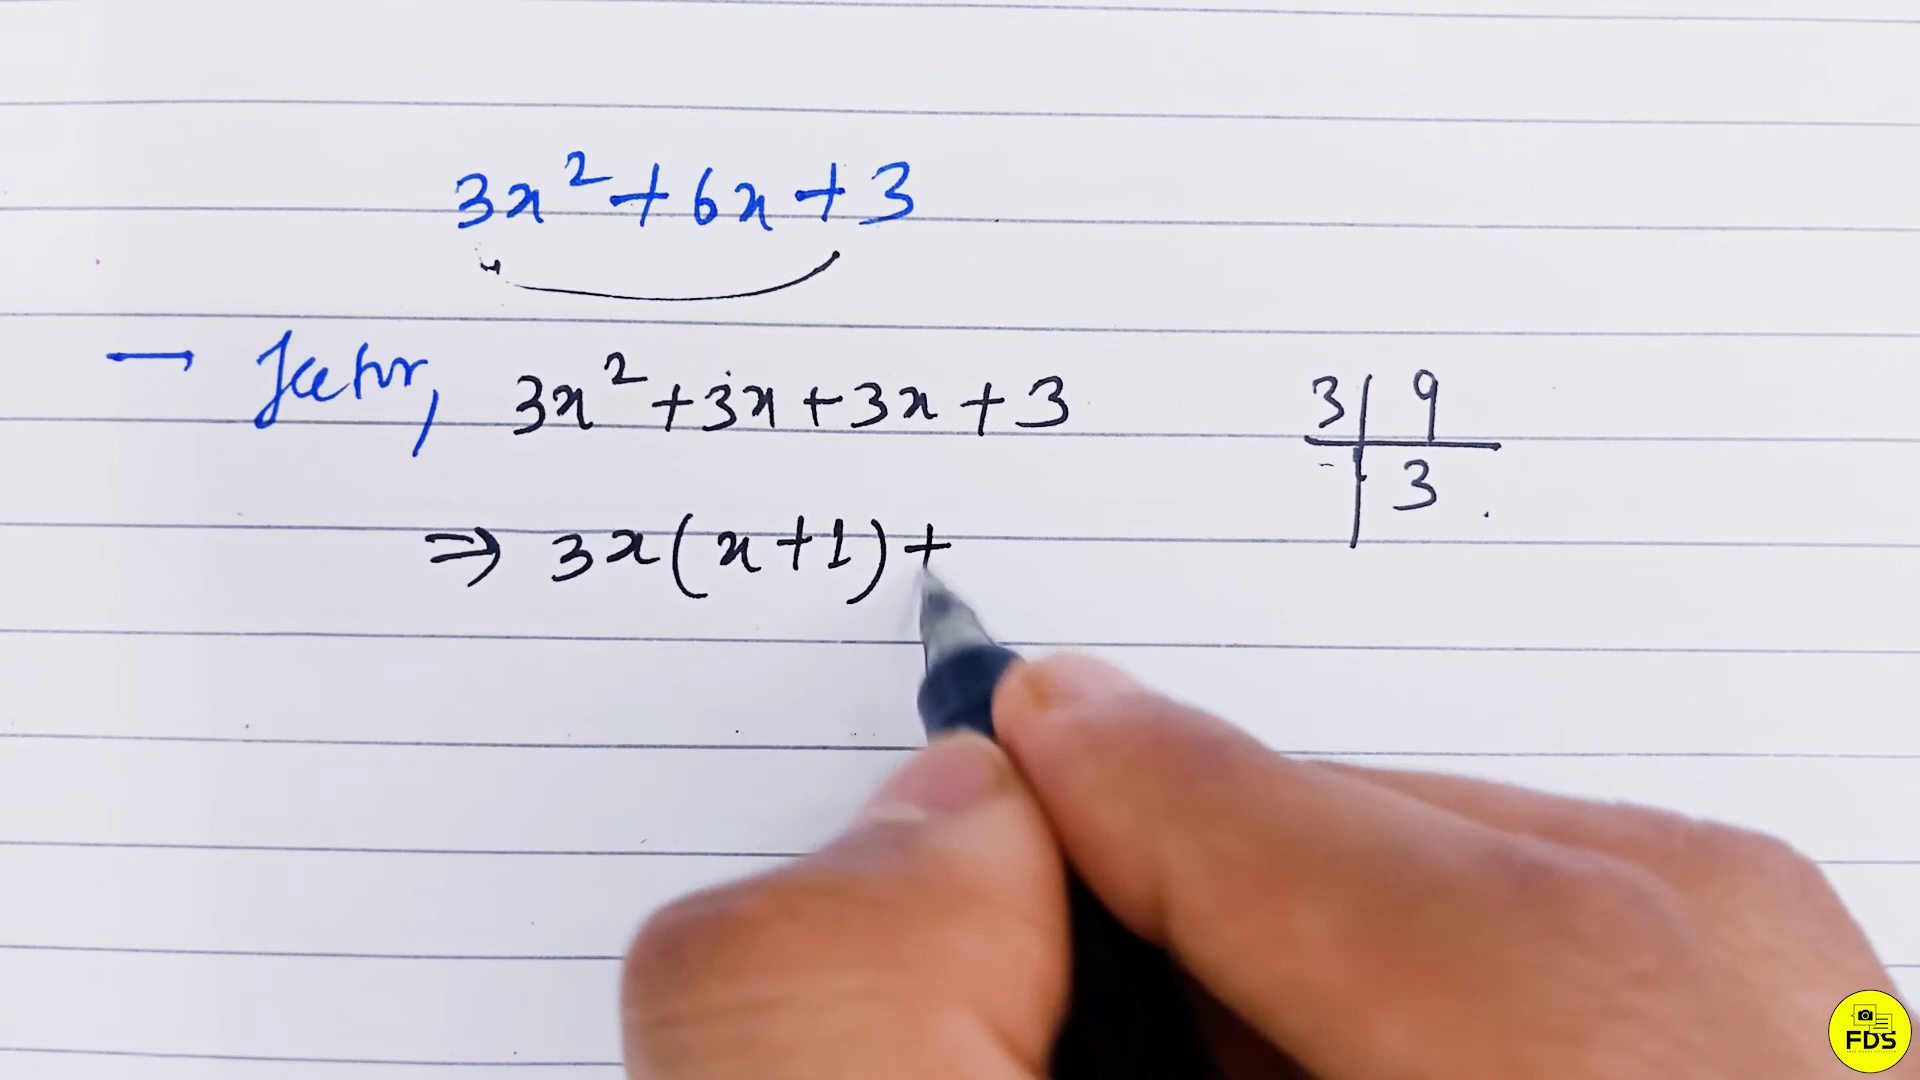 3x² + 6x + 3
→ factor, 3x² + 3x + 3x + 3
3 | 9
3
⇒ 3x(x+1) +
FDS